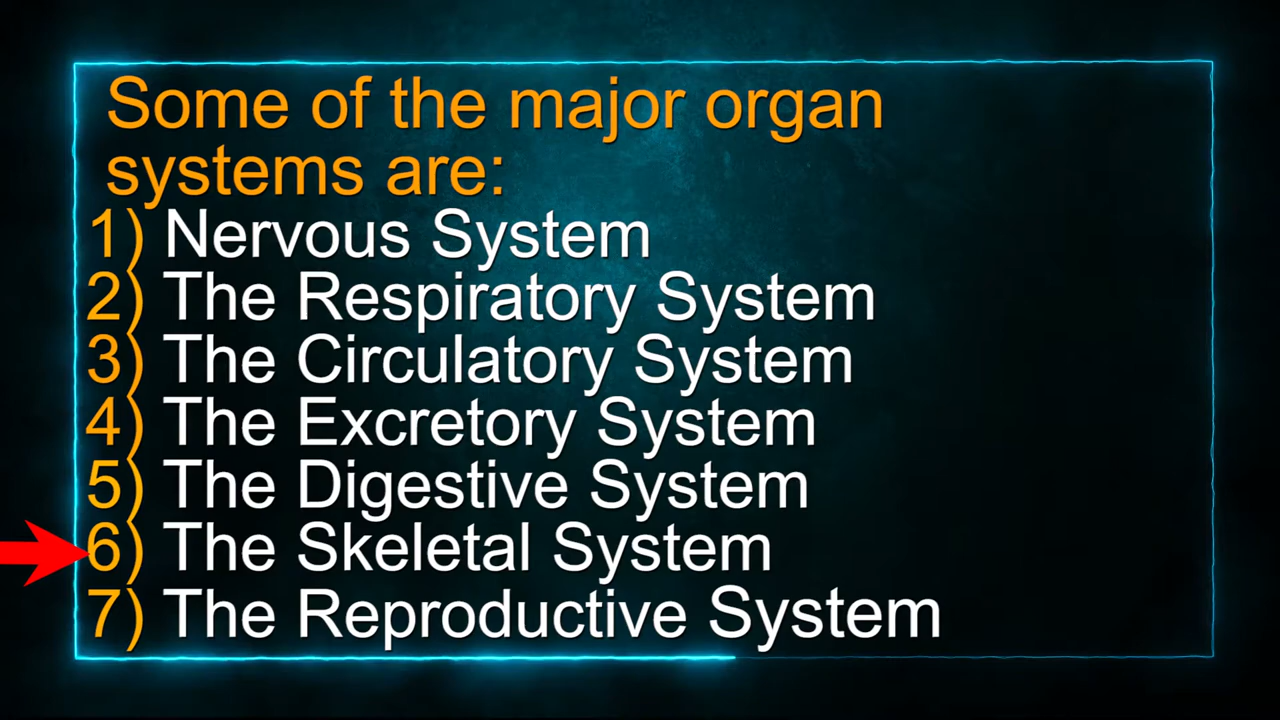 Some of the major organ
systems are:
1) Nervous System
2) The Respiratory System
3) The Circulatory System
4) The Excretory System
5) The Digestive System
6) The Skeletal System
7) The Reproductive System